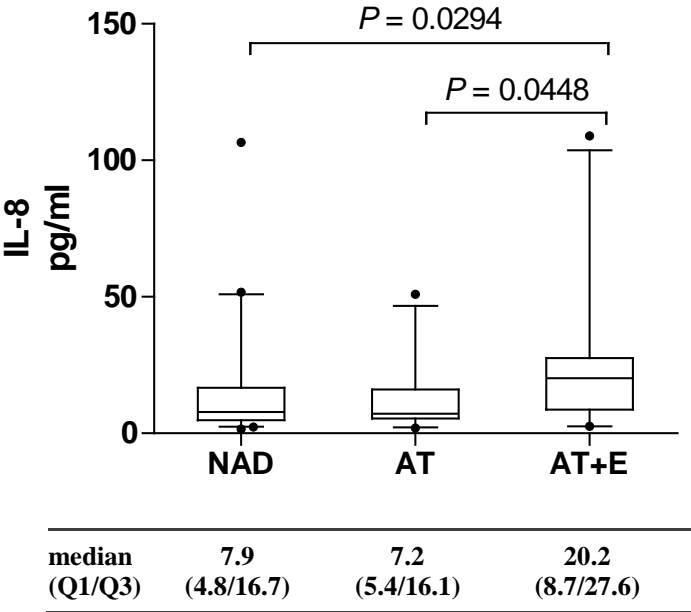 150
P = 0.0294
P = 0.0448
100
IL-8
pg/ml
50
0
NAD AT AT+E
median 7.9 7.2 20.2
(Q1/Q3) (4.8/16.7) (5.4/16.1) (8.7/27.6)